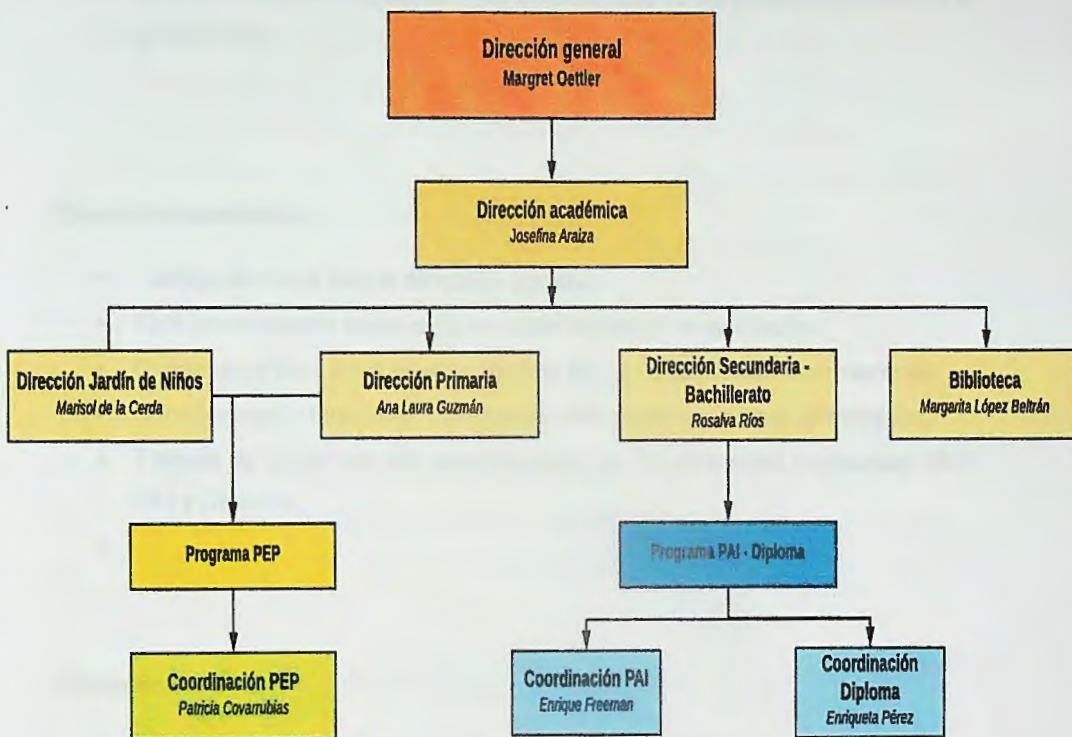 Dirección general
Margret Oettler
Dirección académica
Josefina Araiza
Dirección Jardín de Niños
Marisol de la Cerda
Dirección Primaria
Ana Laura Guzmán
Dirección Secundaria -
Bachillerato
Rosalva Ríos
Biblioteca
Margarita López Beltrán
Programa PEP
Programa PAI - Diploma
Coordinación PEP
Patricia Covarrubias
Coordinación PAI
Enrique Freeman
Coordinación
Diploma
Enriqueta Pérez